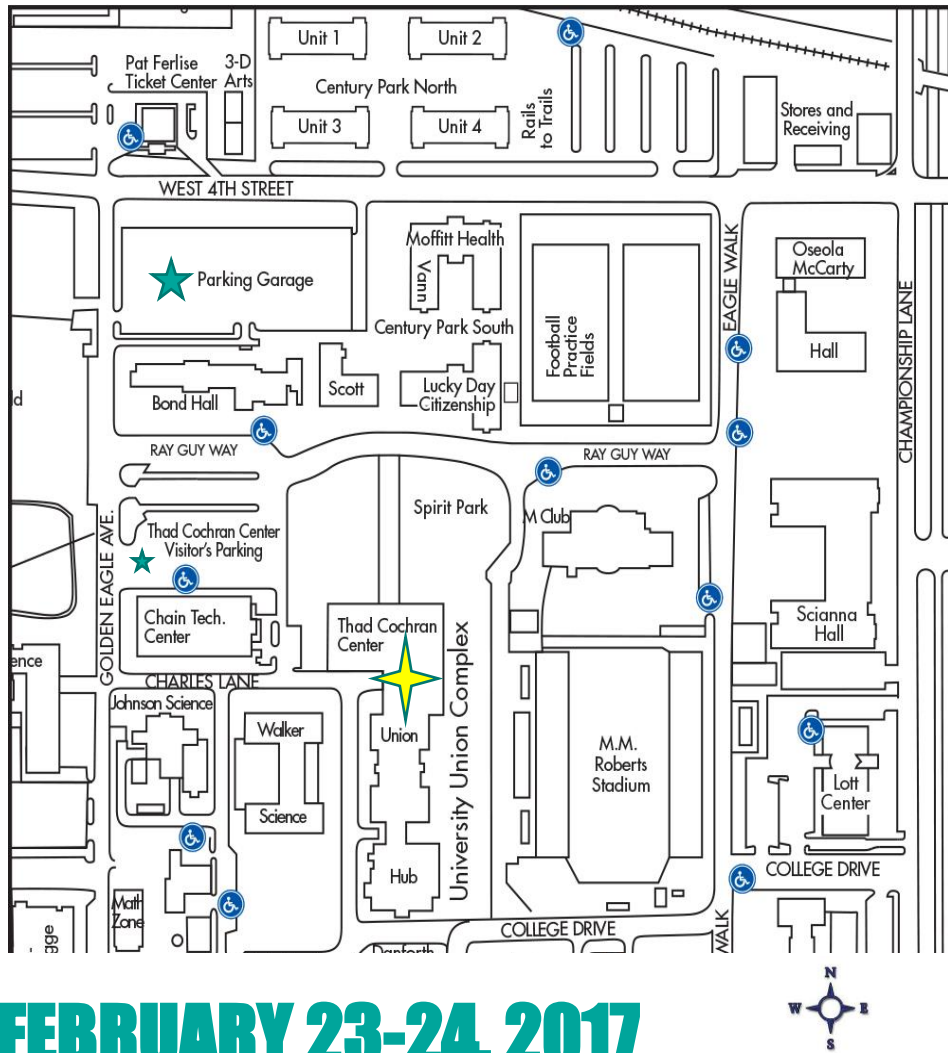 Unit 1
Unit 2
Pat Ferlise
Ticket Center
3-D
Arts
Century Park North
Unit 3
Unit 4
Rails
to Trails
Stores and
Receiving
WEST 4TH STREET
Moffitt Health
Vann
EAGLE WALK
Oseola
McCarty
Parking Garage
Century Park South
Football
Practice
Fields
Hall
CHAMPIONSHIP LANE
Scott
Lucky Day
Citizenship
Bond Hall
RAY GUY WAY
RAY GUY WAY
Spirit Park
M Club
GOLDEN EAGLE AVE.
Thad Cochran Center
Visitor's Parking
Chain Tech.
Center
Thad Cochran
Center
Scianna
Hall
ence
CHARLES LANE
Johnson Science
Walker
Union
University Union Complex
M.M.
Roberts
Stadium
Lott
Center
Science
Hub
COLLEGE DRIVE
Math
Zone
COLLEGE DRIVE
WALK
Danforth
N
W E
S
FEBRUARY 23-24, 2017